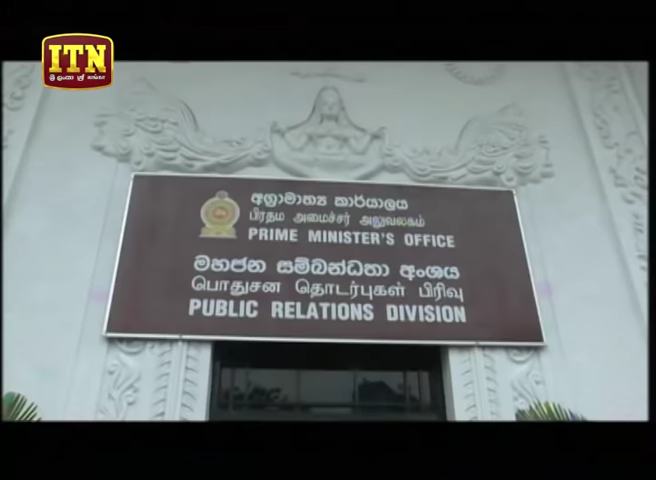 ITN
ශ්‍රී ලංකා ශ්‍රී லங்கா
අග්‍රාමාත්‍ය කාර්යාලය
பிரதம அமைச்சர் அலுவலகம்
PRIME MINISTER'S OFFICE
මහජන සම්බන්ධතා අංශය
பொதுசன தொடர்புகள் பிரிவு
PUBLIC RELATIONS DIVISION